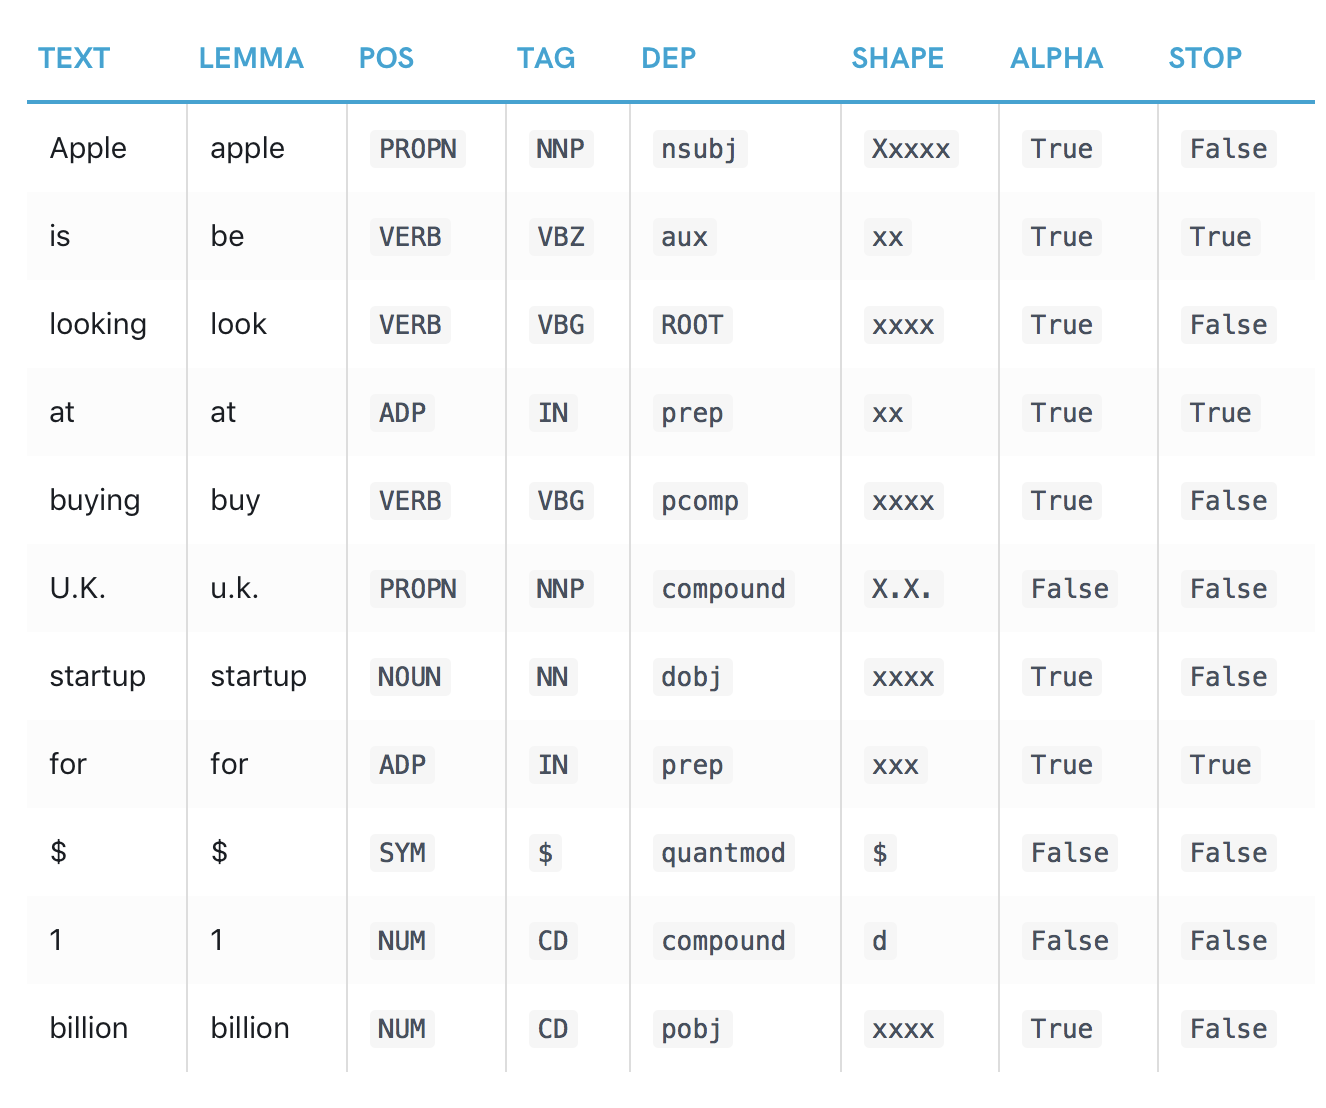 TEXT LEMMA POS TAG DEP SHAPE ALPHA STOP
Apple apple PROPN NNP nsubj Xxxxx True False
is be VERB VBZ aux xx True True
looking look VERB VBG ROOT xxxx True False
at at ADP IN prep xx True True
buying buy VERB VBG pcomp xxxx True False
U.K. u.k. PROPN NNP compound X.X. False False
startup startup NOUN NN dobj xxxx True False
for for ADP IN prep xxx True True
$ $ SYM $ quantmod $ False False
1 1 NUM CD compound d False False
billion billion NUM CD pobj xxxx True False